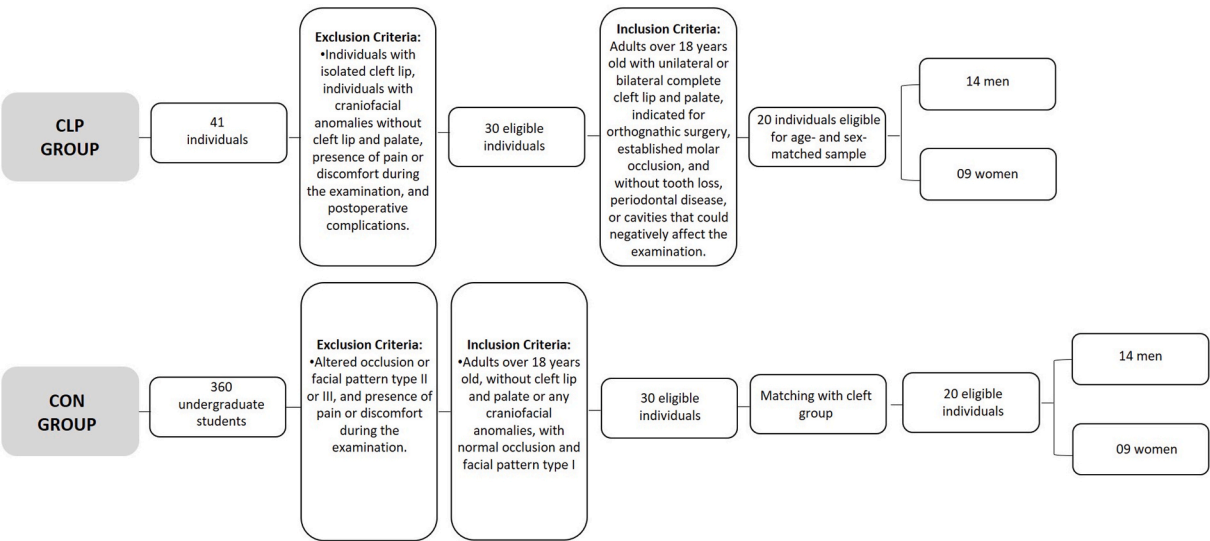 CLP
GROUP
41
individuals
Exclusion Criteria:
•Individuals with
isolated cleft lip,
individuals with
craniofacial
anomalies without
cleft lip and palate,
presence of pain or
discomfort during
the examination, and
postoperative
complications.
30 eligible
individuals
Inclusion Criteria:
Adults over 18 years
old with unilateral or
bilateral complete
cleft lip and palate,
indicated for
orthognathic surgery,
established molar
occlusion, and
without tooth loss,
periodontal disease,
or cavities that could
negatively affect the
examination.
20 individuals eligible
for age- and sex-
matched sample
14 men
09 women
CON
GROUP
360
undergraduate
students
Exclusion Criteria:
•Altered occlusion or
facial pattern type II
or III, and presence of
pain or discomfort
during the
examination.
Inclusion Criteria:
•Adults over 18 years
old, without cleft lip
and palate or any
craniofacial
anomalies, with
normal occlusion and
facial pattern type I
30 eligible
individuals
Matching with cleft
group
20 eligible
individuals
14 men
09 women